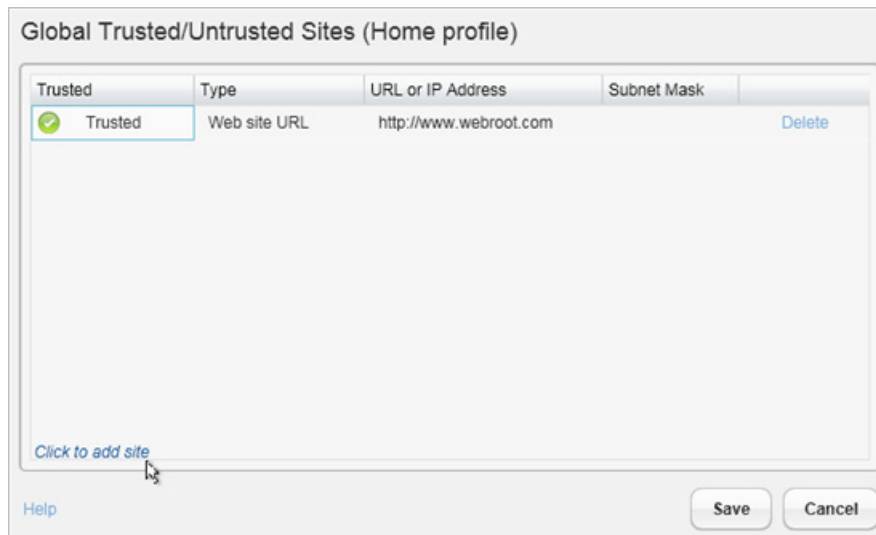 Global Trusted/Untrusted Sites (Home profile)
Trusted Type URL or IP Address Subnet Mask
Trusted Web site URL http://www.webroot.com Delete
Click to add site
Help Save Cancel